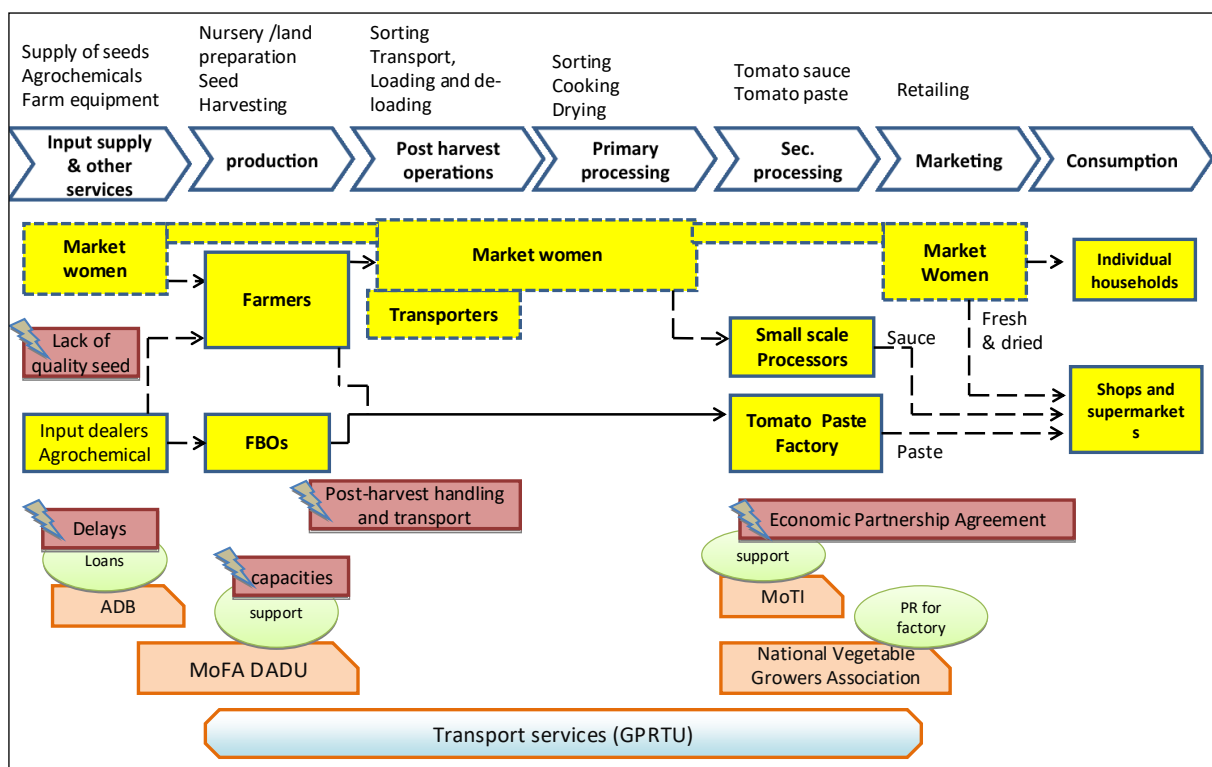 Supply of seeds
Agrochemicals
Farm equipment
Nursery /land
preparation
Seed
Harvesting
Sorting
Transport,
Loading and de-
loading
Sorting
Cooking
Drying
Tomato sauce
Tomato paste
Retailing
Input supply
& other
services
production
Post harvest
operations
Primary
processing
Sec.
processing
Marketing
Consumption
Market
women
Farmers
Market women
Transporters
Market
Women
Individual
households
Lack of
quality seed
Small scale
Processors
Sauce
Fresh
& dried
Input dealers
Agrochemical
FBOs
Tomato Paste
Factory
Paste
Shops and
supermarket
s
Delays
Loans
ADB
Post-harvest handling
and transport
capacities
support
MoFA DADU
Economic Partnership Agreement
support
MoTI
PR for
factory
National Vegetable
Growers Association
Transport services (GPRTU)